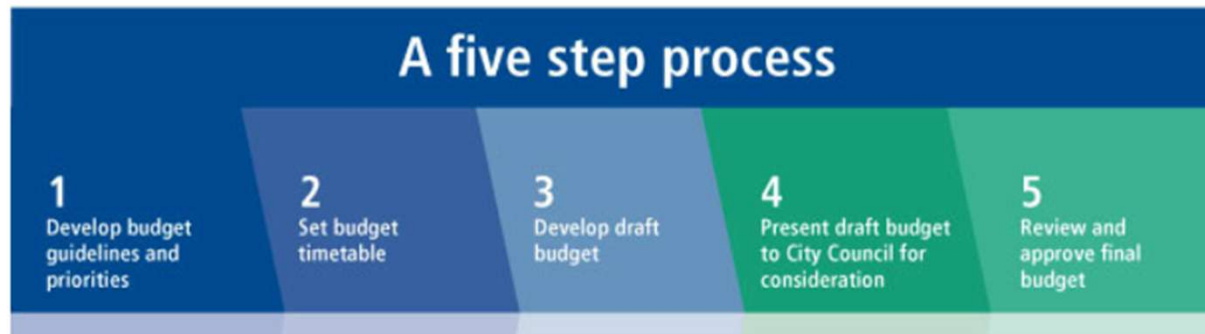 A five step process
1
Develop budget
guidelines and
priorities
2
Set budget
timetable
3
Develop draft
budget
4
Present draft budget
to City Council for
consideration
5
Review and
approve final
budget